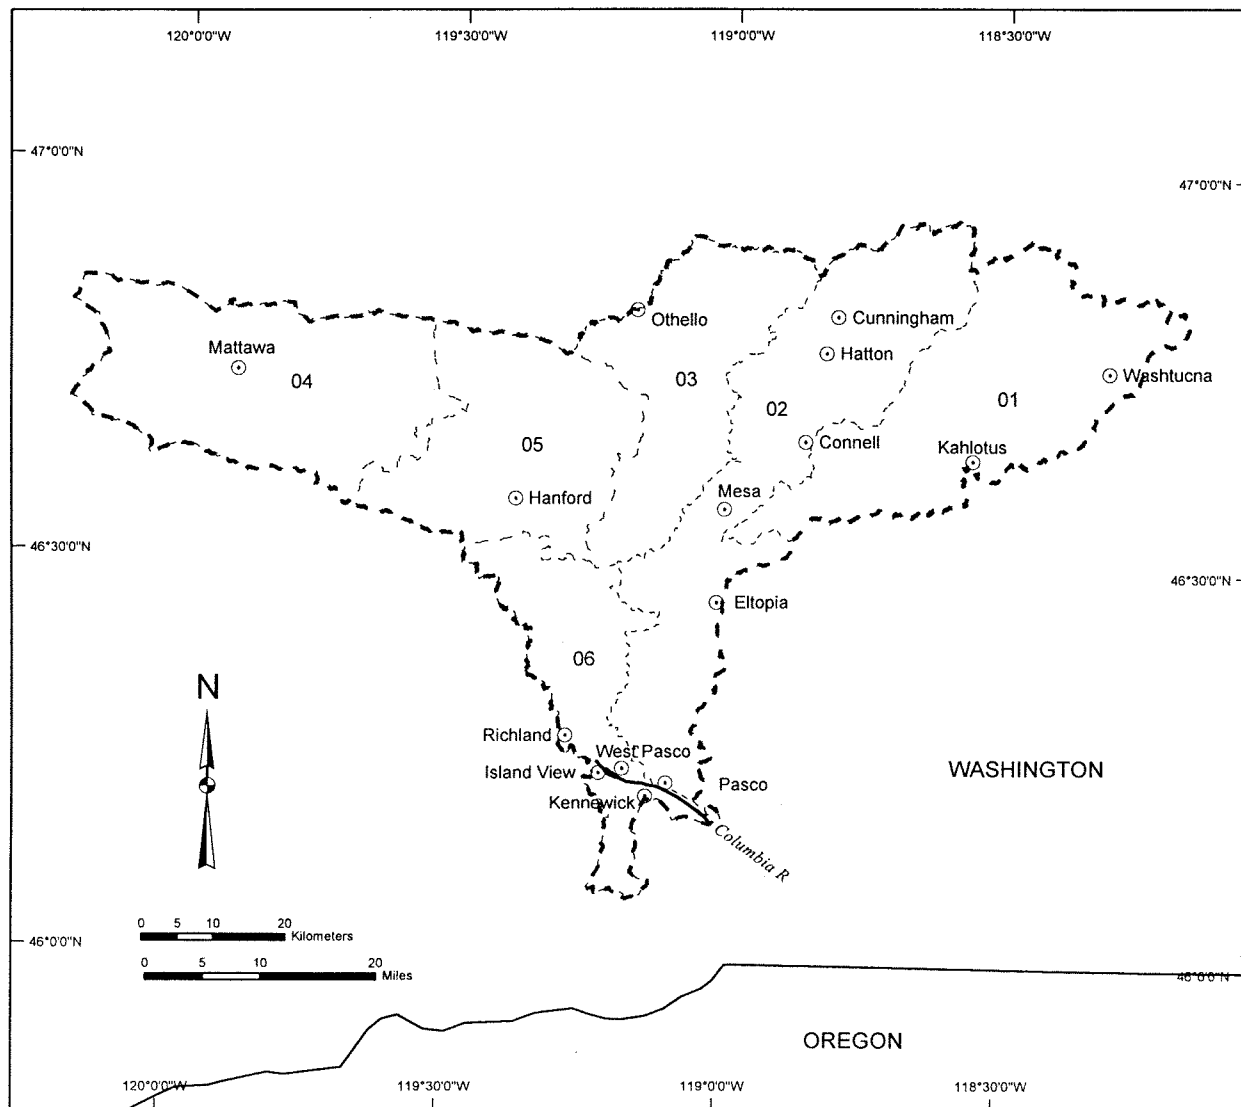 120°0'0"W
119°30'0"W
119°0'0"W
118°30'0"W
47°0'0"N
47°0'0"N
Othello
Cunningham
Mattawa
Hatton
04
03
Washtucna
02
01
05
Connell
Kahlotus
Hanford
Mesa
46°30'0"N
46°30'0"N
Eltopia
06
N
Richland
West Pasco
Island View
WASHINGTON
Pasco
Kennewick
Columbia R
0 5 10 20
Kilometers
46°0'0"N
0 5 10 20
Miles
46°0'0"N
OREGON
120°0'0"W
119°30'0"W
119°0'0"W
118°30'0"W